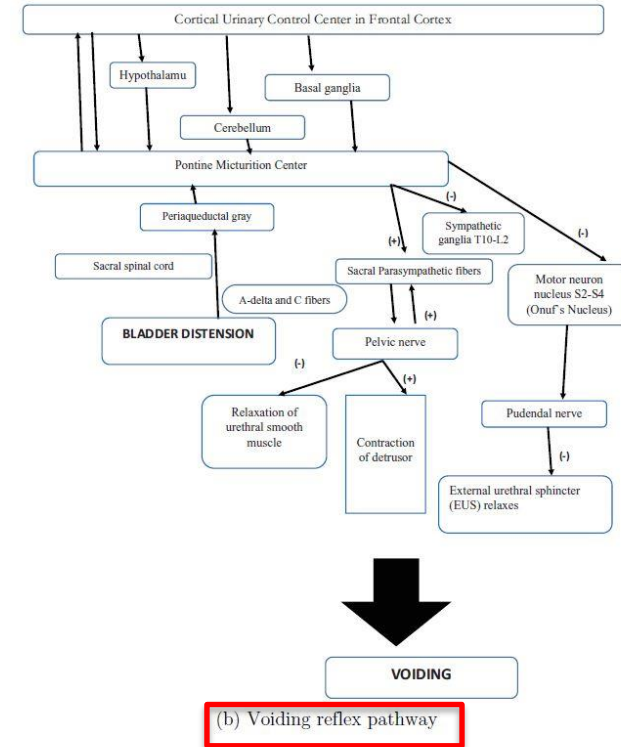 Cortical Urinary Control Center in Frontal Cortex
Hypothalamu
Basal ganglia
Cerebellum
Pontine Micturition Center
Periaqueductal gray
(-)
Sympathetic
ganglia T10-L2
(-)
(+)
Sacral spinal cord
Sacral Parasympathetic fibers
Motor neuron
nucleus S2-S4
(Onuf's Nucleus)
A-delta and C fibers
(+)
BLADDER DISTENSION
Pelvic nerve
(-)
(+)
Relaxation of
urethral smooth
muscle
Contraction
of detrusor
Pudendal nerve
(-)
External urethral sphincter
(EUS) relaxes
VOIDING
(b) Voiding reflex pathway